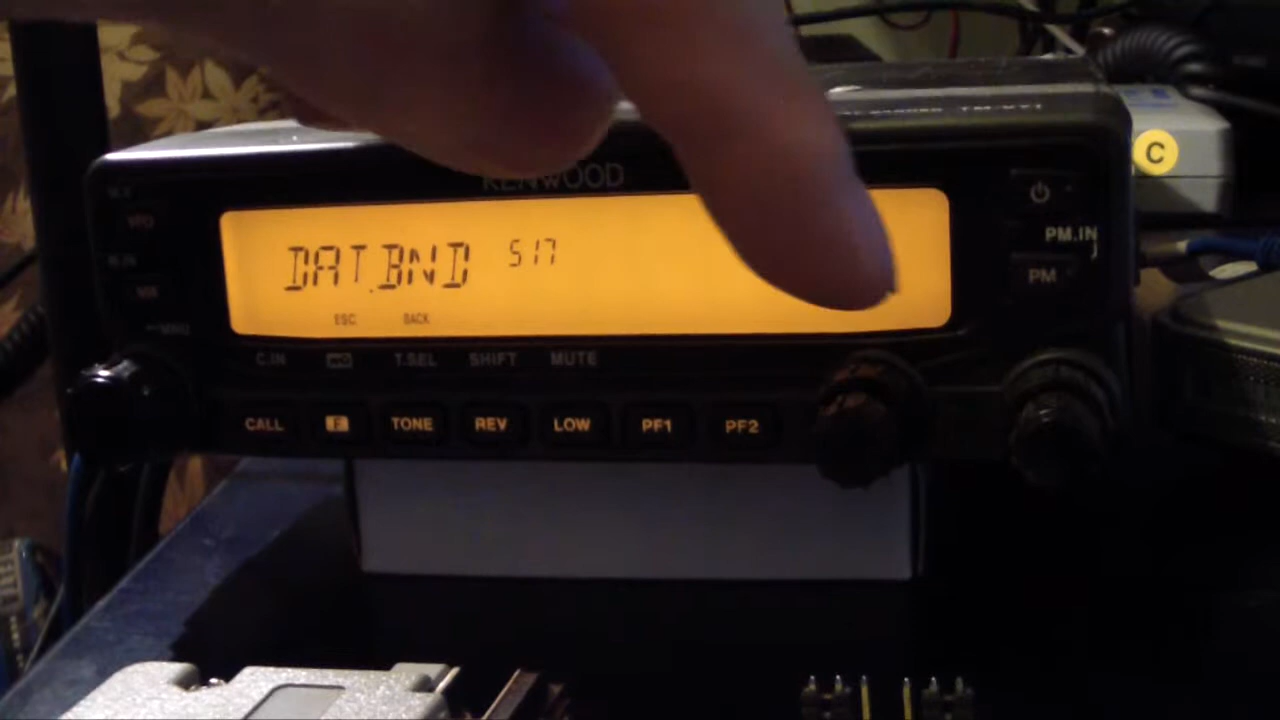 KENWOOD
DAT.BND 517
ESC BACK
C.IN T.SEL SHIFT MUTE
CALL F TONE REV LOW PF1 PF2
PM.IN
PM
C